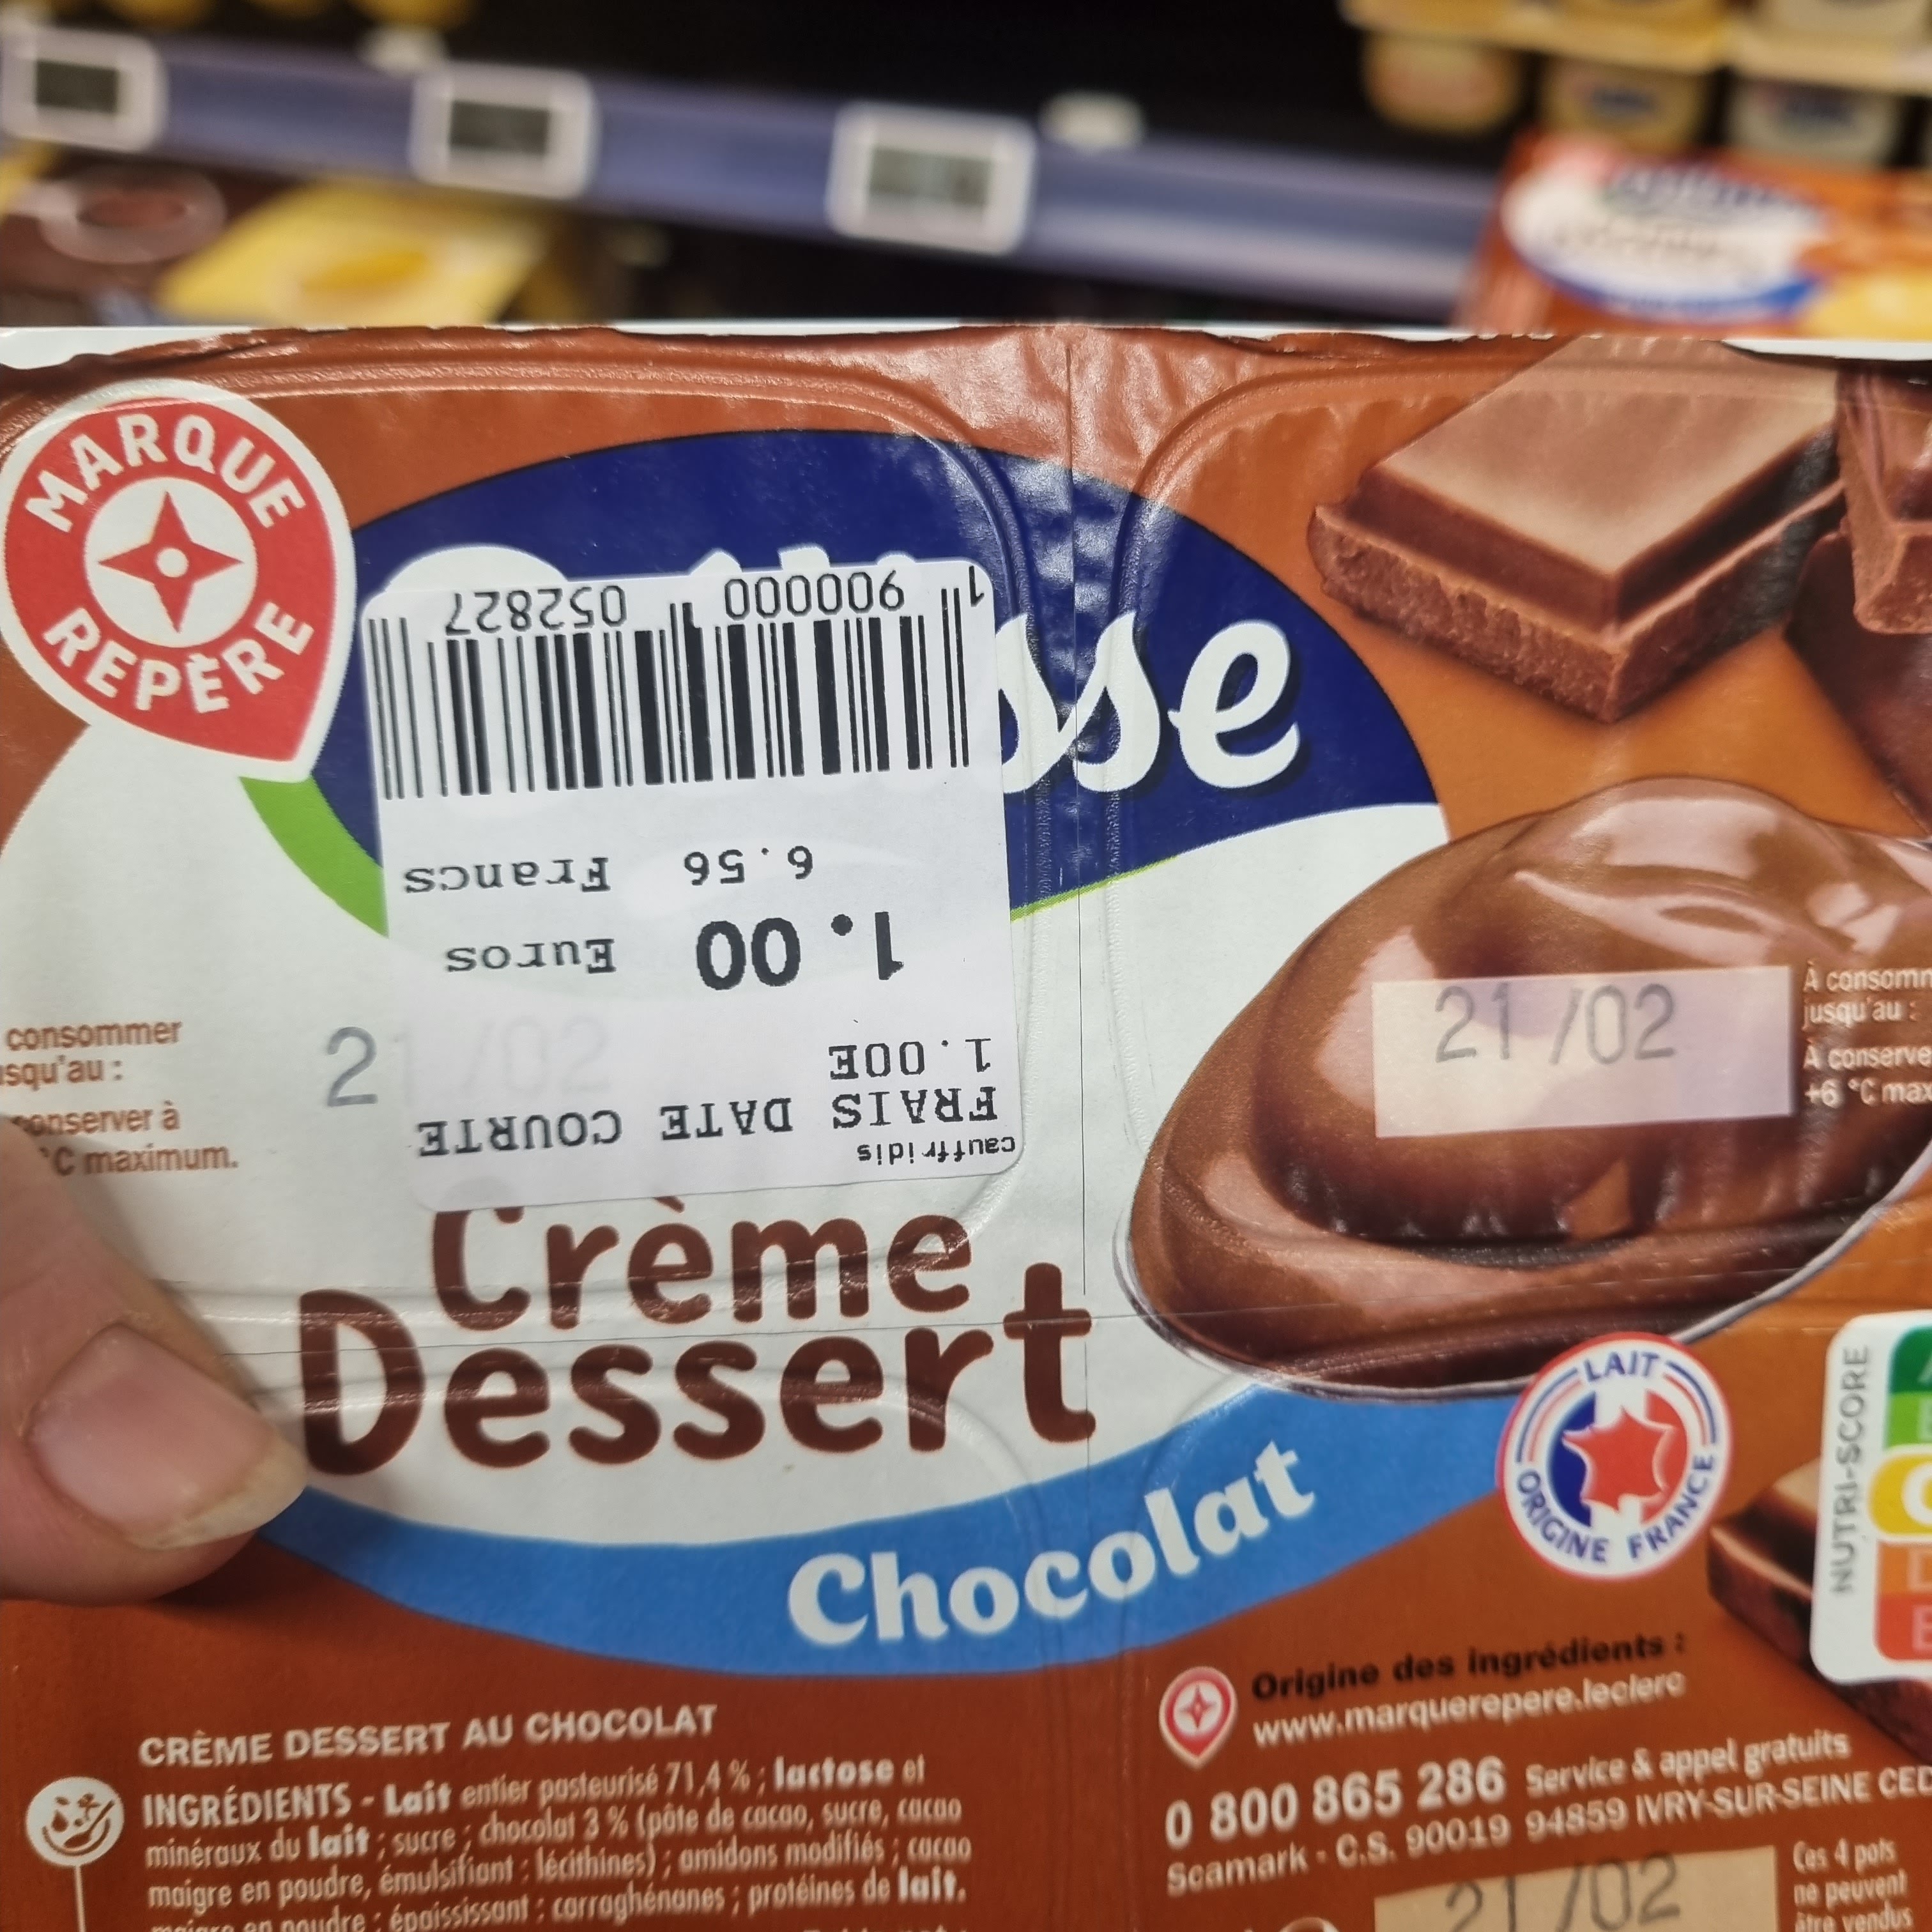 MARQUE
REPÈRE
sse
1 900000 052827
6.56 Francs
1.00 Euros
1.00E
FRAIS DATE COURTE
cauffridis
consommer
squ'au :
conserver à
°C maximum.
21/02
21/02
À consomm
jusqu'au :
À conserve
+6 °C max
Crème
Dessert
Chocolat
LAIT
ORIGINE FRANCE
NUTRI-SCORE
C
CRÈME DESSERT AU CHOCOLAT
INGRÉDIENTS - Lait entier pasteurisé 71,4 % ; lactose et
minéraux du lait ; sucre ; chocolat 3 % (pâte de cacao, sucre, cacao
maigre en poudre, émulsifiant : lécithines) ; amidons modifiés ; cacao
maigre en poudre ; épaississant : carraghénanes ; protéines de lait.
Origine des ingrédients :
www.marquerepere.leclerc
0 800 865 286 Service & appel gratuits
Scamark - C.S. 90019 94859 IVRY-SUR-SEINE CED
21/02
Ces 4 pots
ne peuvent
être vendus